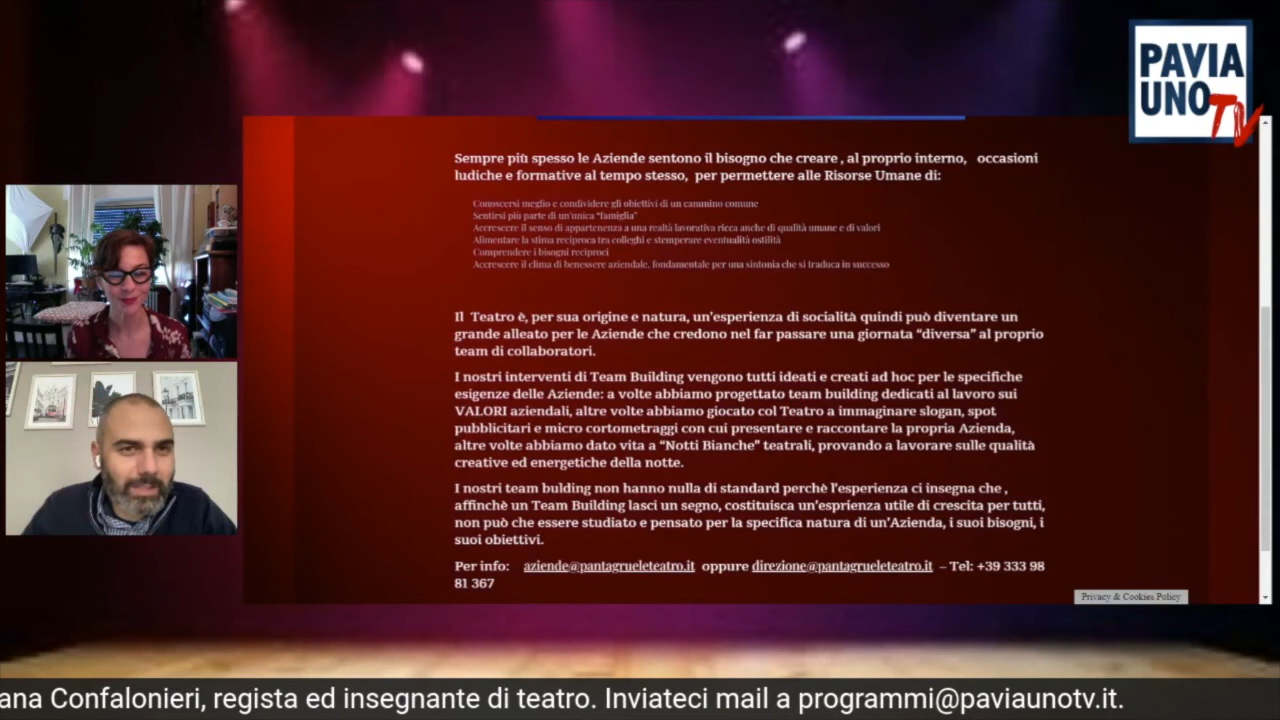 PAVIA
UNO TV
Sempre più spesso le Aziende sentono il bisogno che creare , al proprio interno, occasioni
ludiche e formative al tempo stesso, per permettere alle Risorse Umane di:
Conoscersi meglio e condividere gli obiettivi di un cammino comune
Sentirsi più parte di un'unica "famiglia"
Accrescere il senso di appartenenza a una realtà lavorativa ricca anche di qualità umane e di valori
Alimentare la stima reciproca tra colleghi e stemperare eventualità ostilità
Comprendere i bisogni reciproci
Accrescere il clima di benessere aziendale, fondamentale per una sintonia che si traduca in successo
Il Teatro è, per sua origine e natura, un'esperienza di socialità quindi può diventare un
grande alleato per le Aziende che credono nel far passare una giornata "diversa" al proprio
team di collaboratori.
I nostri interventi di Team Building vengono tutti ideati e creati ad hoc per le specifiche
esigenze delle Aziende: a volte abbiamo progettato team building dedicati al lavoro sui
VALORI aziendali, altre volte abbiamo giocato col Teatro a immaginare slogan, spot
pubblicitari e micro cortometraggi con cui presentare e raccontare la propria Azienda,
altre volte abbiamo dato vita a "Notti Bianche" teatrali, provando a lavorare sulle qualità
creative ed energetiche della notte.
I nostri team bulding non hanno nulla di standard perchè l'esperienza ci insegna che ,
affinchè un Team Building lasci un segno, costituisca un'esprienza utile di crescita per tutti,
non può che essere studiato e pensato per la specifica natura di un'Azienda, i suoi bisogni, i
suoi obiettivi.
Per info: aziende@pantagrueleteatro.it oppure direzione@pantagrueleteatro.it – Tel: +39 333 98
81 367
Privacy & Cookies Policy
ana Confalonieri, regista ed insegnante di teatro. Inviateci mail a programmi@paviaunotv.it.